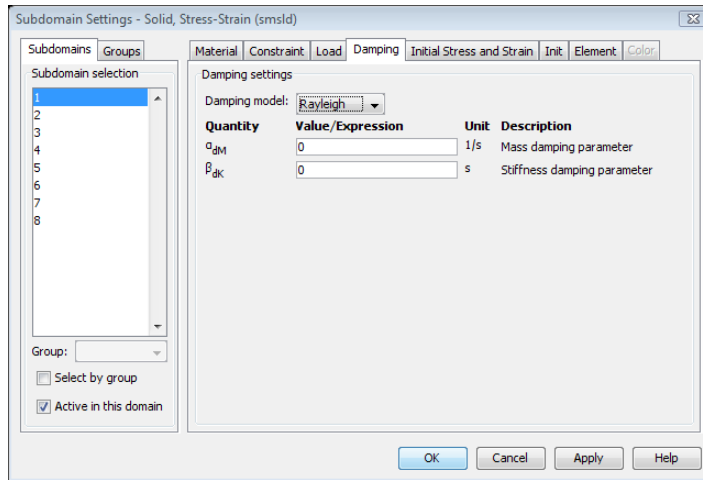 Subdomain Settings - Solid, Stress-Strain (smsld)
Subdomains Groups
Subdomain selection
1
2
3
4
5
6
7
8
Group:
Select by group
Active in this domain
Material Constraint Load Damping Initial Stress and Strain Init Element Color
Damping settings
Damping model: Rayleigh
Quantity Value/Expression Unit Description
αdM 0 1/s Mass damping parameter
βdK 0 s Stiffness damping parameter
OK Cancel Apply Help